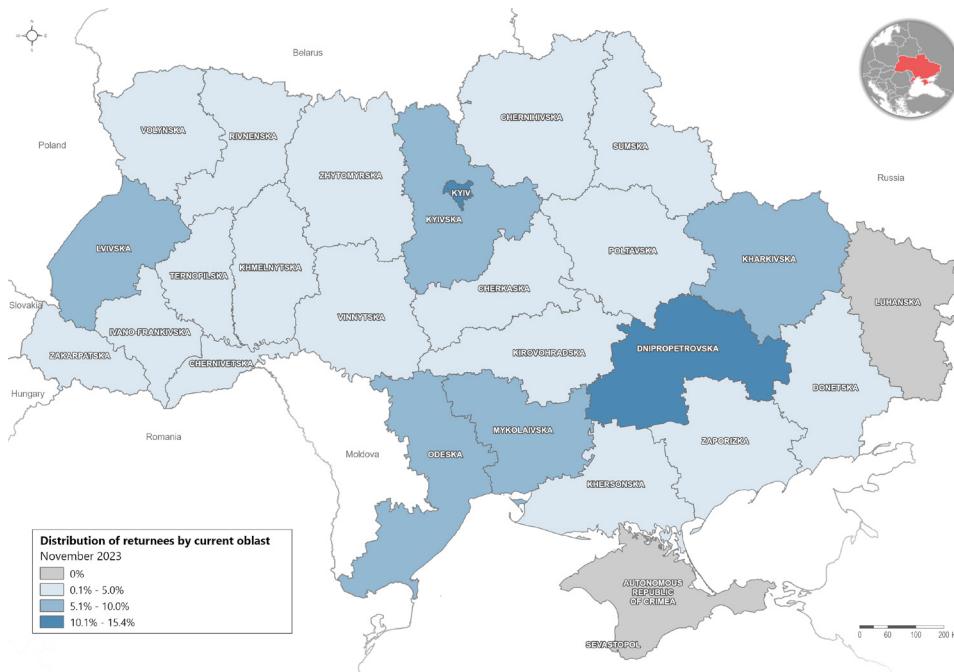 N
W
E
S
Belarus
Poland
Russia
Slovakia
Hungary
Romania
Moldova
VOLYNSKA
RIVNENSKA
ZHYTOMYRSKA
CHERNIHIVSKA
SUMSKA
KYIV
KYIVSKA
LVIVSKA
TERNOPILSKA
KHMELNYTSKA
POLTAVSKA
KHARKIVSKA
LUHANSKA
CHERKASKA
VINNYTSKA
IVANO-FRANKIVSKA
ZAKARPATSKA
CHERNIVETSKA
KIROVOHRADSKA
DNIPROPETROVSKA
DONETSKA
MYKOLAIVSKA
ODESKA
ZAPORIZKA
KHERSONSKA
AUTONOMOUS
REPUBLIC
OF CRIMEA
SEVASTOPOL
Distribution of returnees by current oblast
November 2023
0%
0.1% - 5.0%
5.1% - 10.0%
10.1% - 15.4%
0 50 100 200 K